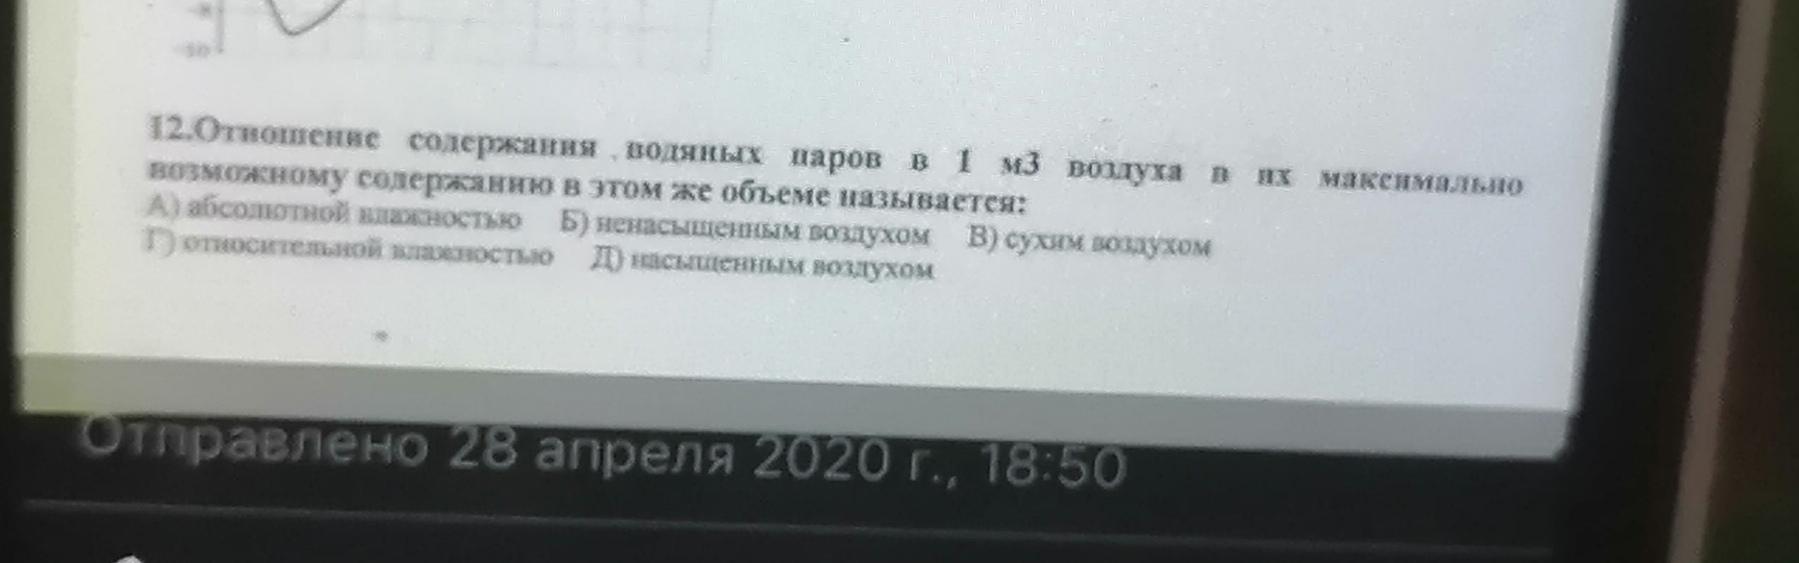 -10
12.Отношение содержания водяных паров в 1 м3 воздуха в их максимально
возможному содержанию в этом же объеме называется:
А) абсолютной влажностью Б) ненасыщенным воздухом В) сухим воздухом
Г) относительной влажностью Д) насыщенным воздухом
Отправлено 28 апреля 2020 г., 18:50